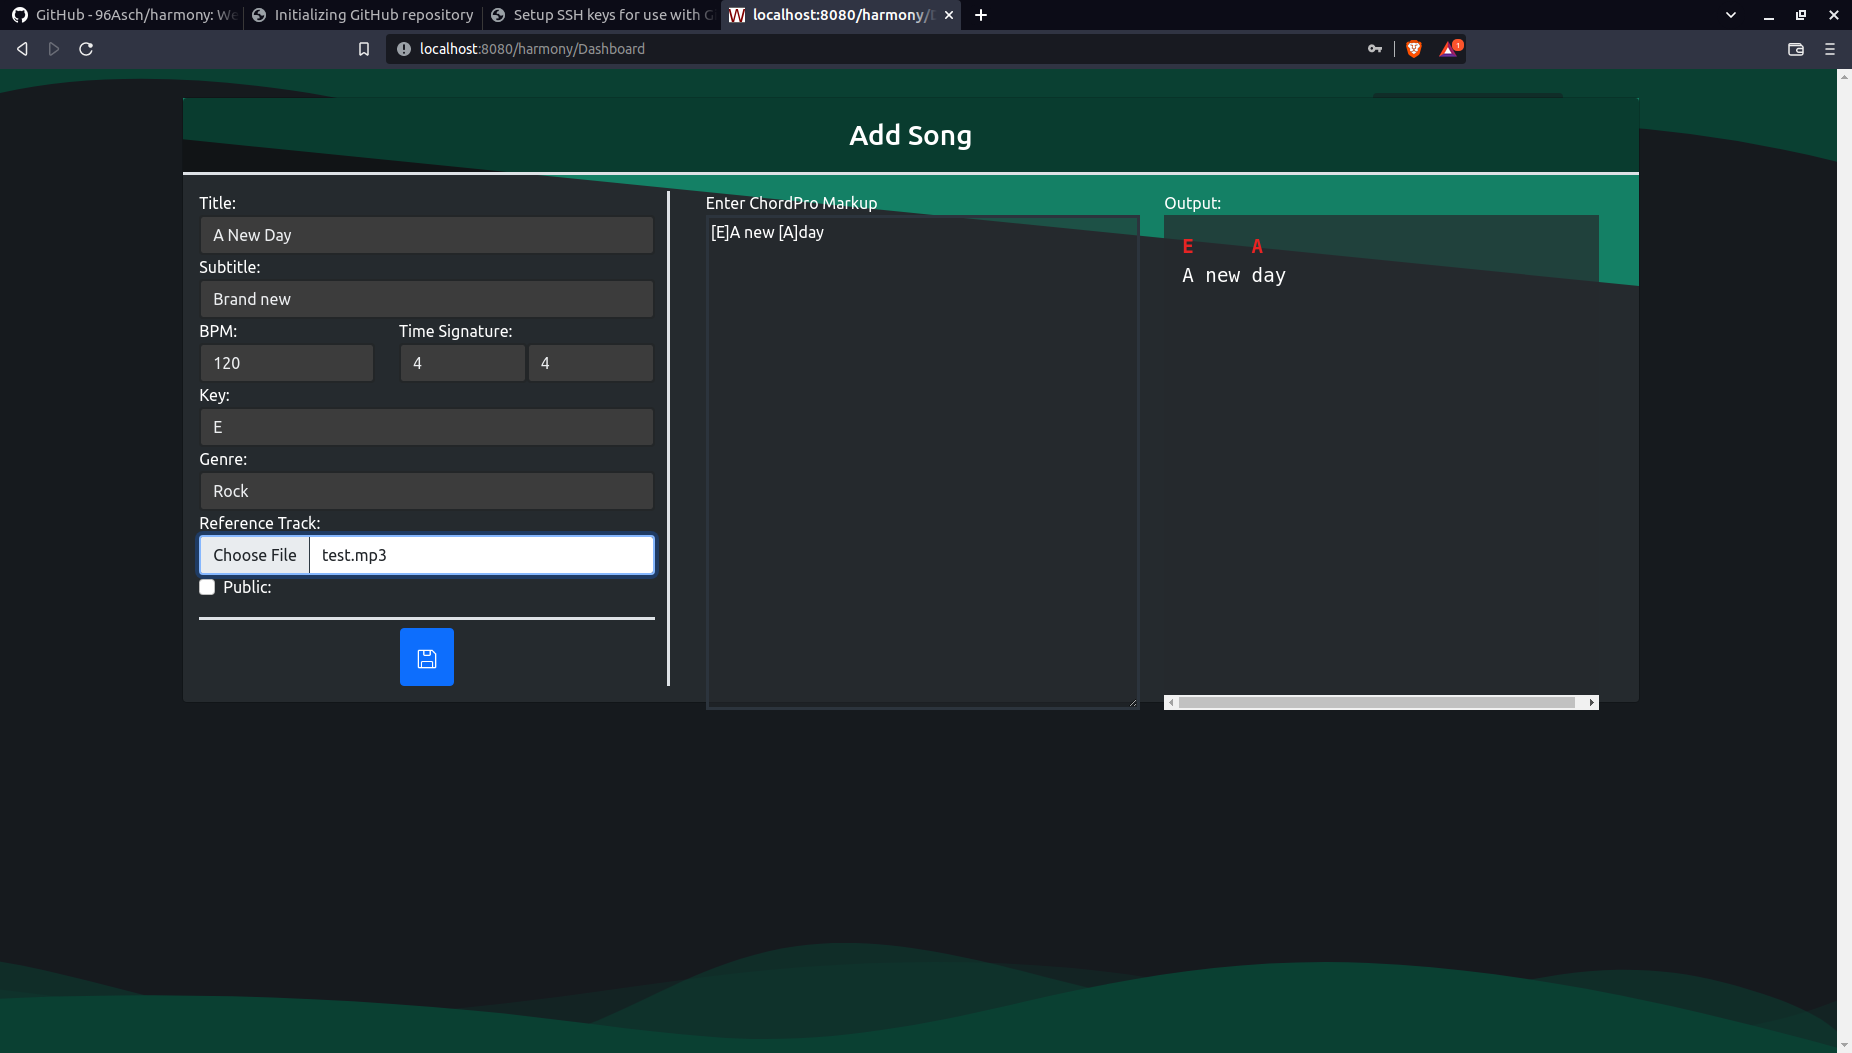 GitHub - 96Asch/harmony: We
Initializing GitHub repository
Setup SSH keys for use with G
localhost:8080/harmony/D
localhost:8080/harmony/Dashboard
1
Add Song
Title:
A New Day
Subtitle:
Brand new
BPM:
Time Signature:
120
4
4
Key:
E
Genre:
Rock
Reference Track:
Choose File
test.mp3
Public:
Enter ChordPro Markup
[E]A new [A]day
Output:
E A
A new day